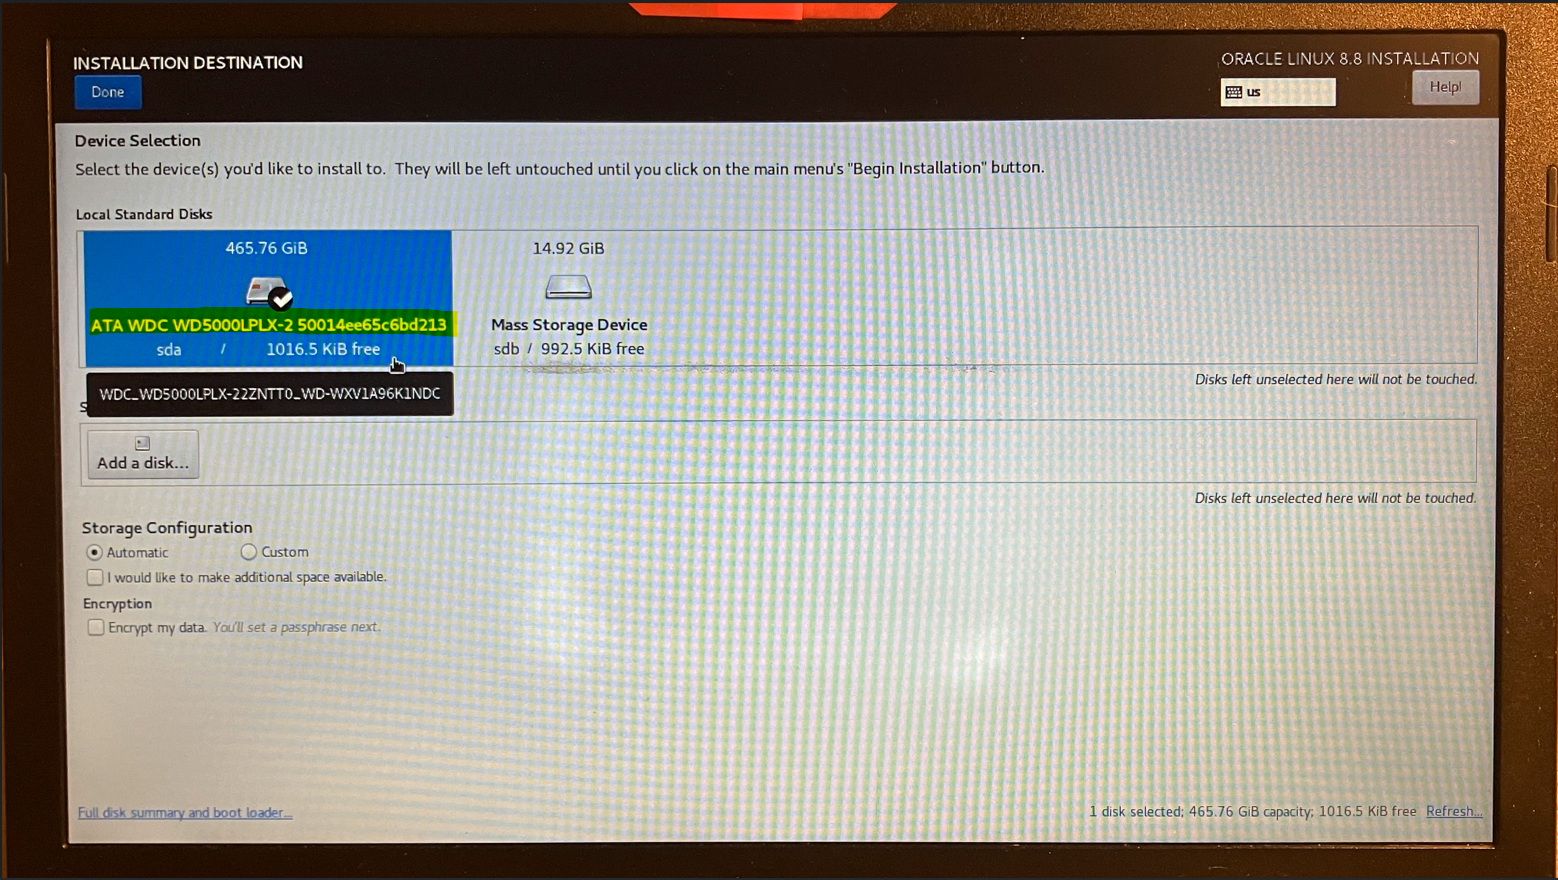 INSTALLATION DESTINATION
ORACLE LINUX 8.8 INSTALLATION
Done
us
Help!
Device Selection
Select the device(s) you'd like to install to. They will be left untouched until you click on the main menu's "Begin Installation" button.
Local Standard Disks
465.76 GiB
14.92 GiB
ATA WDC WD5000LPLX-2 50014ee65c6bd213
Mass Storage Device
sda / 1016.5 KiB free
sdb / 992.5 KiB free
Disks left unselected here will not be touched.
WDC_WD5000LPLX-22ZNTT0_WD-WXV1A96K1NDC
Add a disk...
Disks left unselected here will not be touched.
Storage Configuration
Automatic
Custom
I would like to make additional space available.
Encryption
Encrypt my data. You'll set a passphrase next.
Full disk summary and boot loader...
1 disk selected; 465.76 GiB capacity; 1016.5 KiB free Refresh...